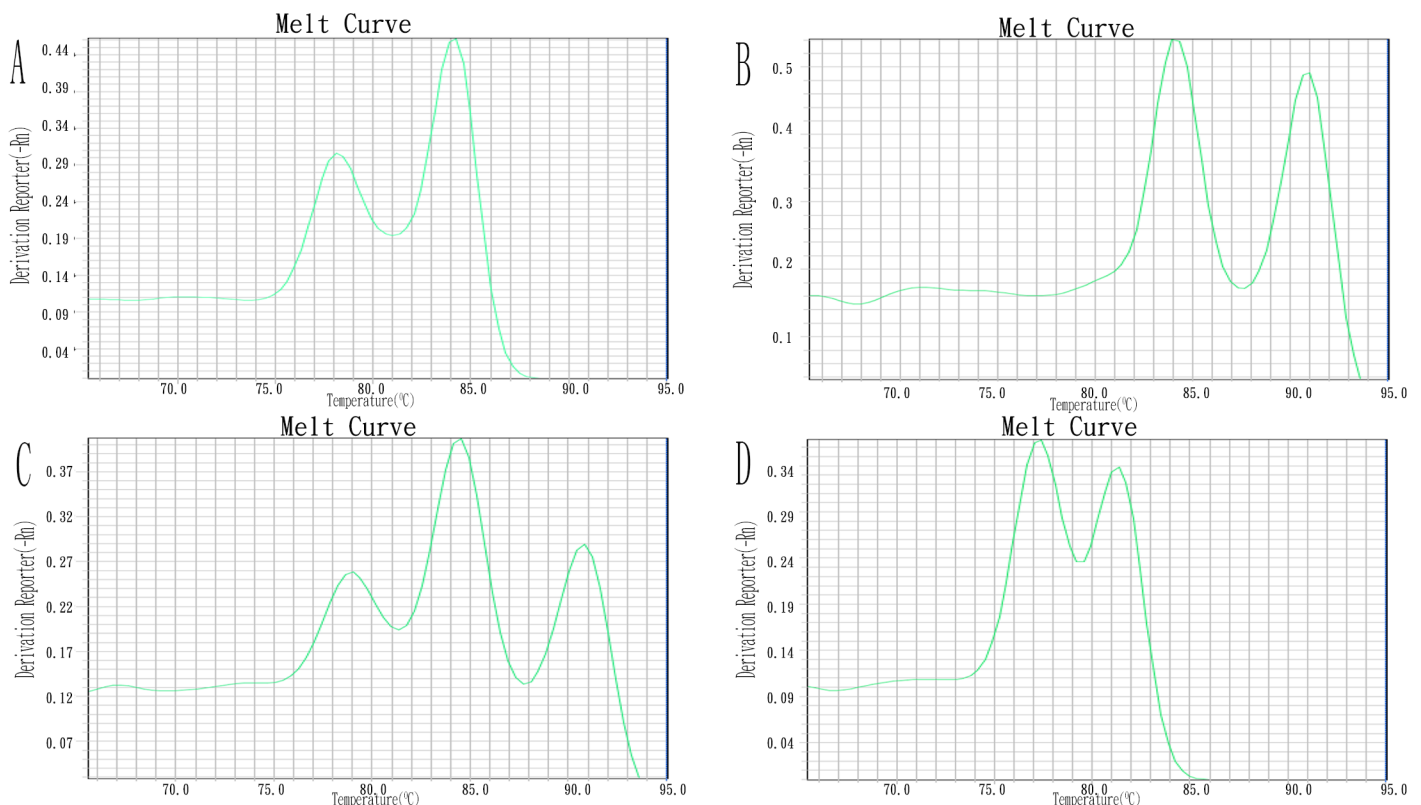 Melt Curve
A
Derivation Reporter(-Rn)
0.44
0.39
0.34
0.29
0.24
0.19
0.14
0.09
0.04
70.0 75.0 80.0 85.0 90.0 95.0
Temperature(⁰C)
Melt Curve
B
Derivation Reporter(-Rn)
0.5
0.4
0.3
0.2
0.1
70.0 75.0 80.0 85.0 90.0 95.0
Temperature(⁰C)
Melt Curve
C
Derivation Reporter(-Rn)
0.37
0.32
0.27
0.22
0.17
0.12
0.07
70.0 75.0 80.0 85.0 90.0 95.0
Temperature(⁰C)
Melt Curve
D
Derivation Reporter(-Rn)
0.34
0.29
0.24
0.19
0.14
0.09
0.04
70.0 75.0 80.0 85.0 90.0 95.0
Temperature(⁰C)